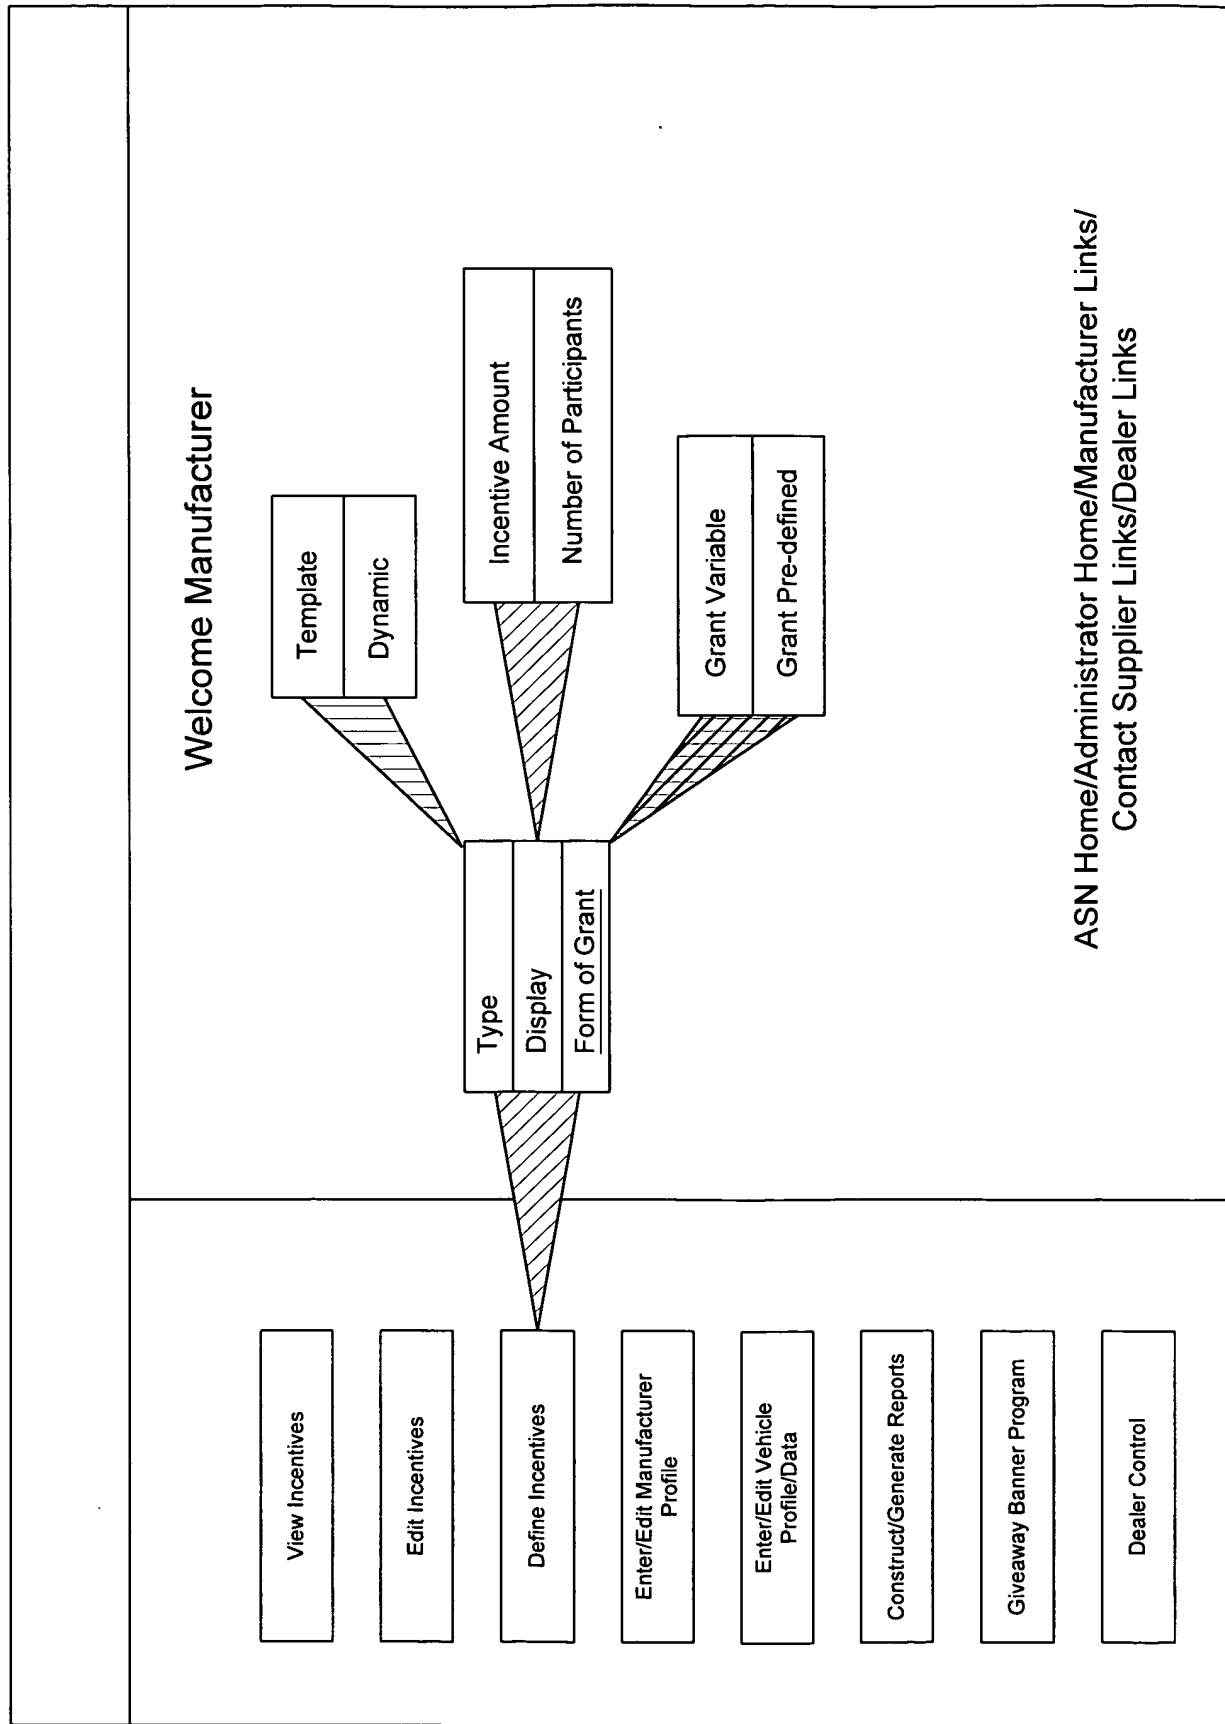 Welcome Manufacturer
View Incentives
Edit Incentives
Define Incentives
Enter/Edit Manufacturer
Profile
Enter/Edit Vehicle
Profile/Data
Construct/Generate Reports
Giveaway Banner Program
Dealer Control
Type
Display
Form of Grant
Template
Dynamic
Incentive Amount
Number of Participants
Grant Variable
Grant Pre-defined
ASN Home/Administrator Home/Manufacturer Links/
Contact Supplier Links/Dealer Links